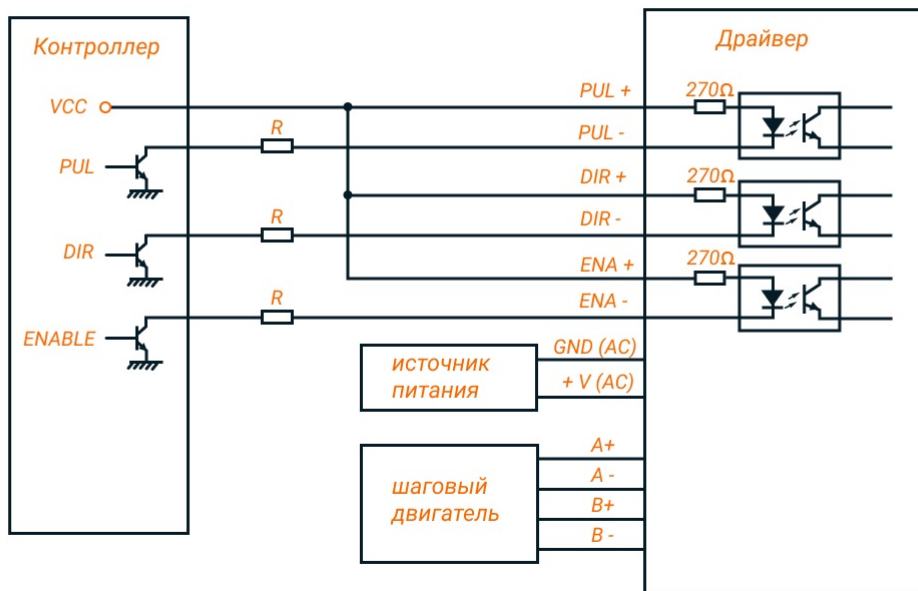 Контроллер
Драйвер
VCC
PUL +
270Ω
R
PUL -
PUL
DIR +
270Ω
R
DIR -
DIR
ENA +
270Ω
R
ENA -
ENABLE
GND (AC)
источник
питания
+ V (AC)
A+
A -
шаговый
двигатель
B+
B -